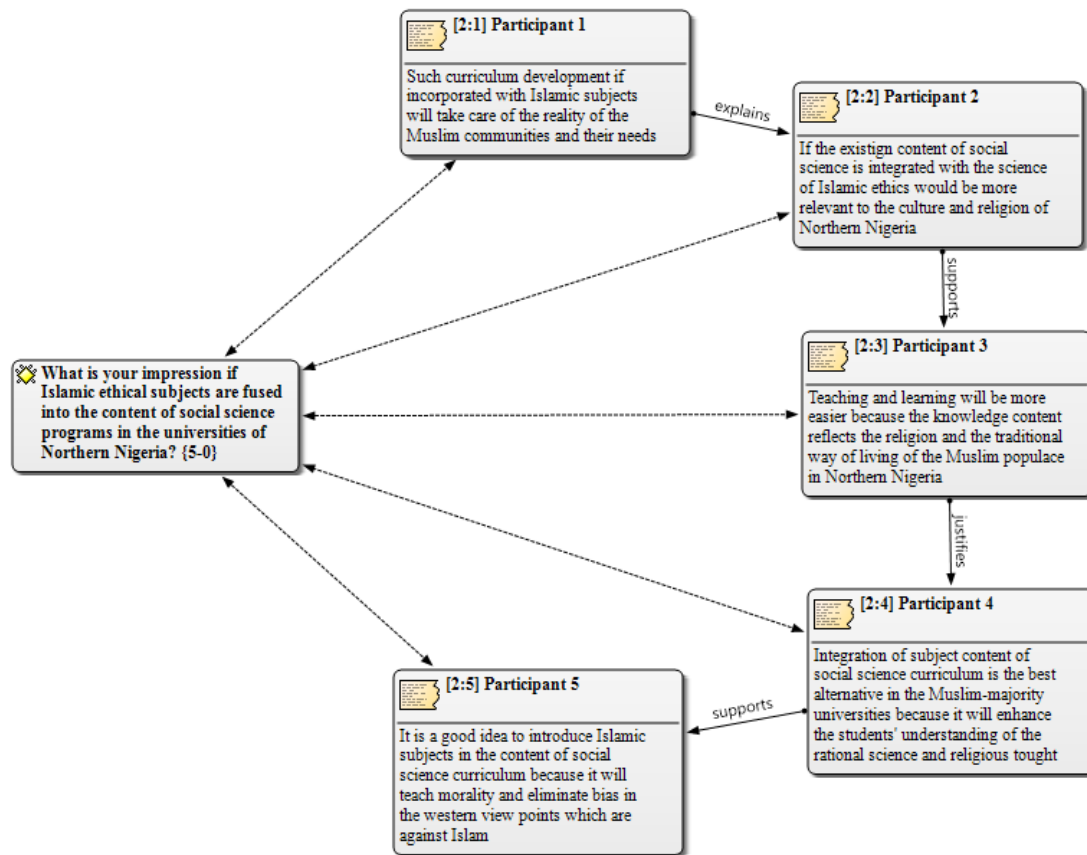 [2:1] Participant 1
Such curriculum development if
incorporated with Islamic subjects
will take care of the reality of the
Muslim communities and their needs
explains
[2:2] Participant 2
If the existign content of social
science is integrated with the science
of Islamic ethics would be more
relevant to the culture and religion of
Northern Nigeria
supports
[2:3] Participant 3
Teaching and learning will be more
easier because the knowledge content
reflects the religion and the traditional
way of living of the Muslim populace
in Northern Nigeria
What is your impression if
Islamic ethical subjects are fused
into the content of social science
programs in the universities of
Northern Nigeria? {5-0}
justifies
[2:4] Participant 4
Integration of subject content of
social science curriculum is the best
alternative in the Muslim-majority
universities because it will enhance
the students' understanding of the
rational science and religious tought
supports
[2:5] Participant 5
It is a good idea to introduce Islamic
subjects in the content of social
science curriculum because it will
teach morality and eliminate bias in
the western view points which are
against Islam